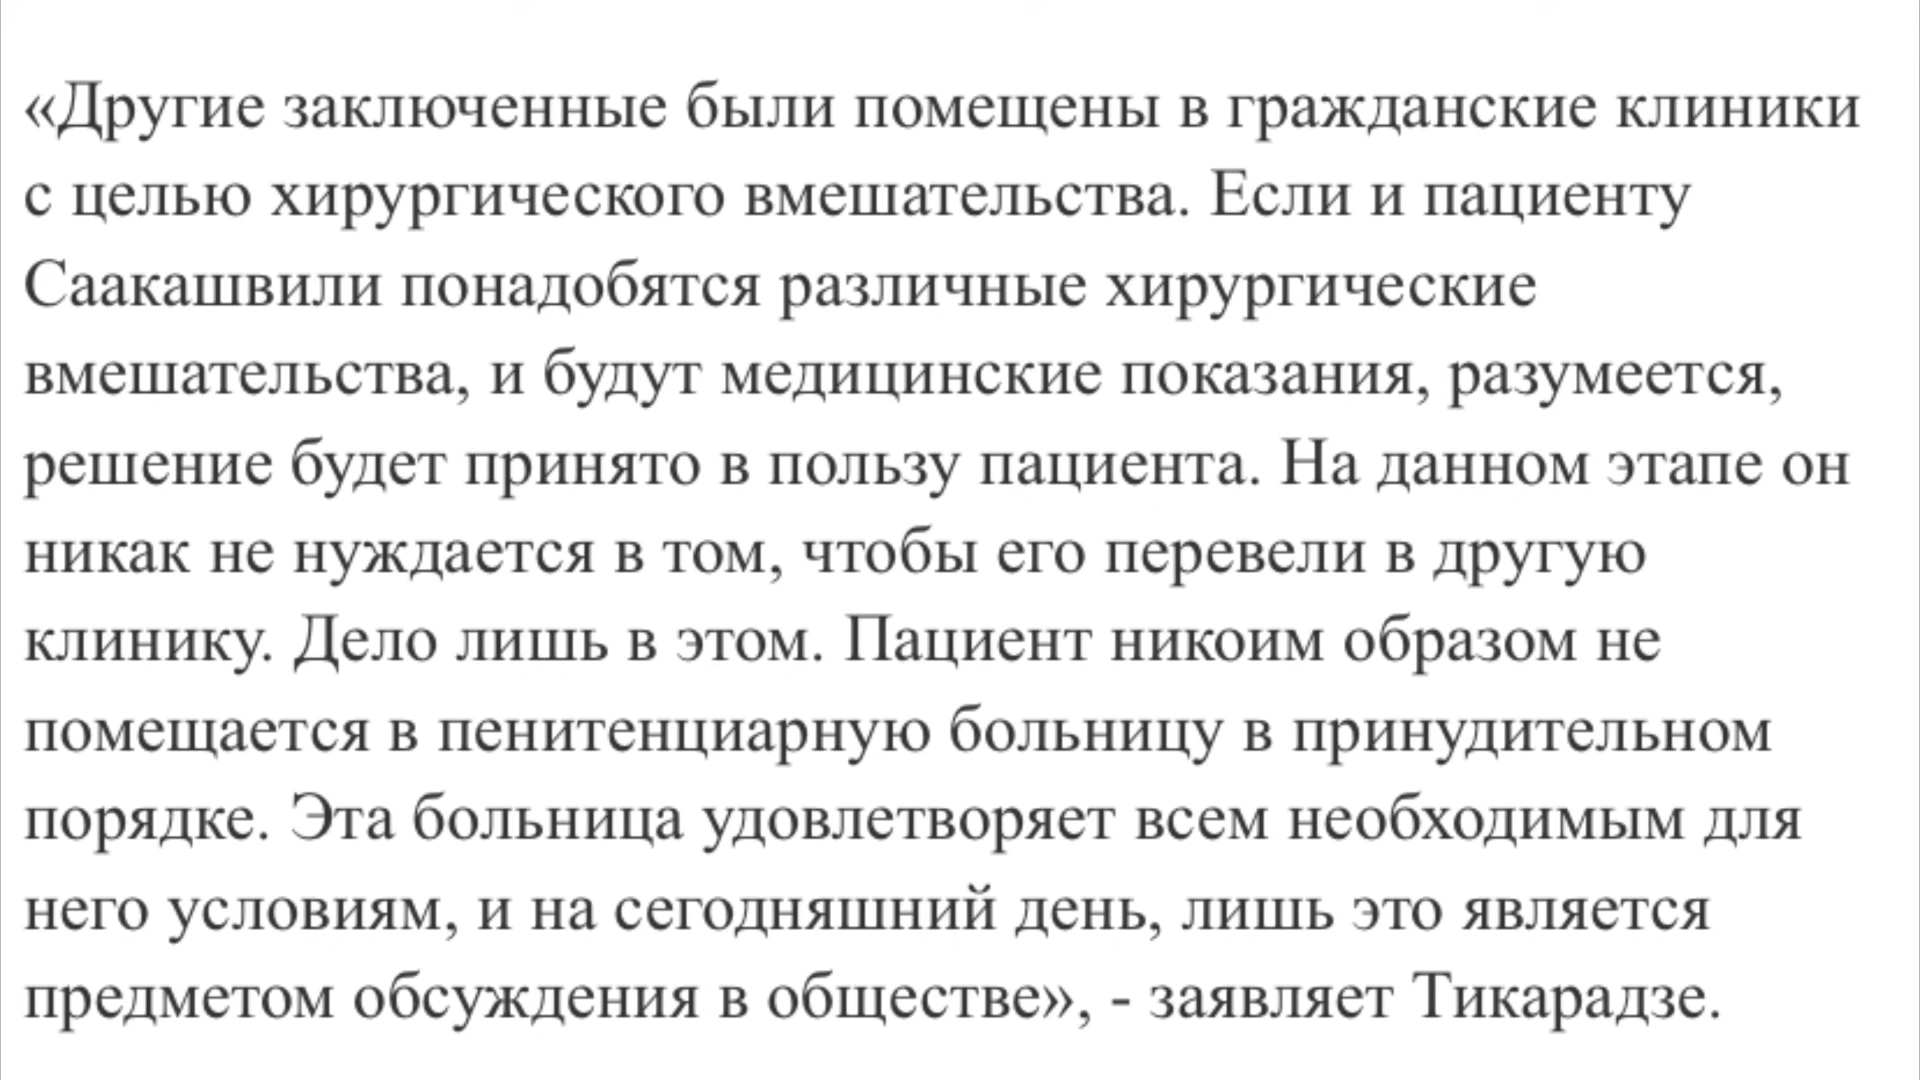 «Другие заключенные были помещены в гражданские клиники
с целью хирургического вмешательства. Если и пациенту
Саакашвили понадобятся различные хирургические
вмешательства, и будут медицинские показания, разумеется,
решение будет принято в пользу пациента. На данном этапе он
никак не нуждается в том, чтобы его перевели в другую
клинику. Дело лишь в этом. Пациент никоим образом не
помещается в пенитенциарную больницу в принудительном
порядке. Эта больница удовлетворяет всем необходимым для
него условиям, и на сегодняшний день, лишь это является
предметом обсуждения в обществе», - заявляет Тикарадзе.